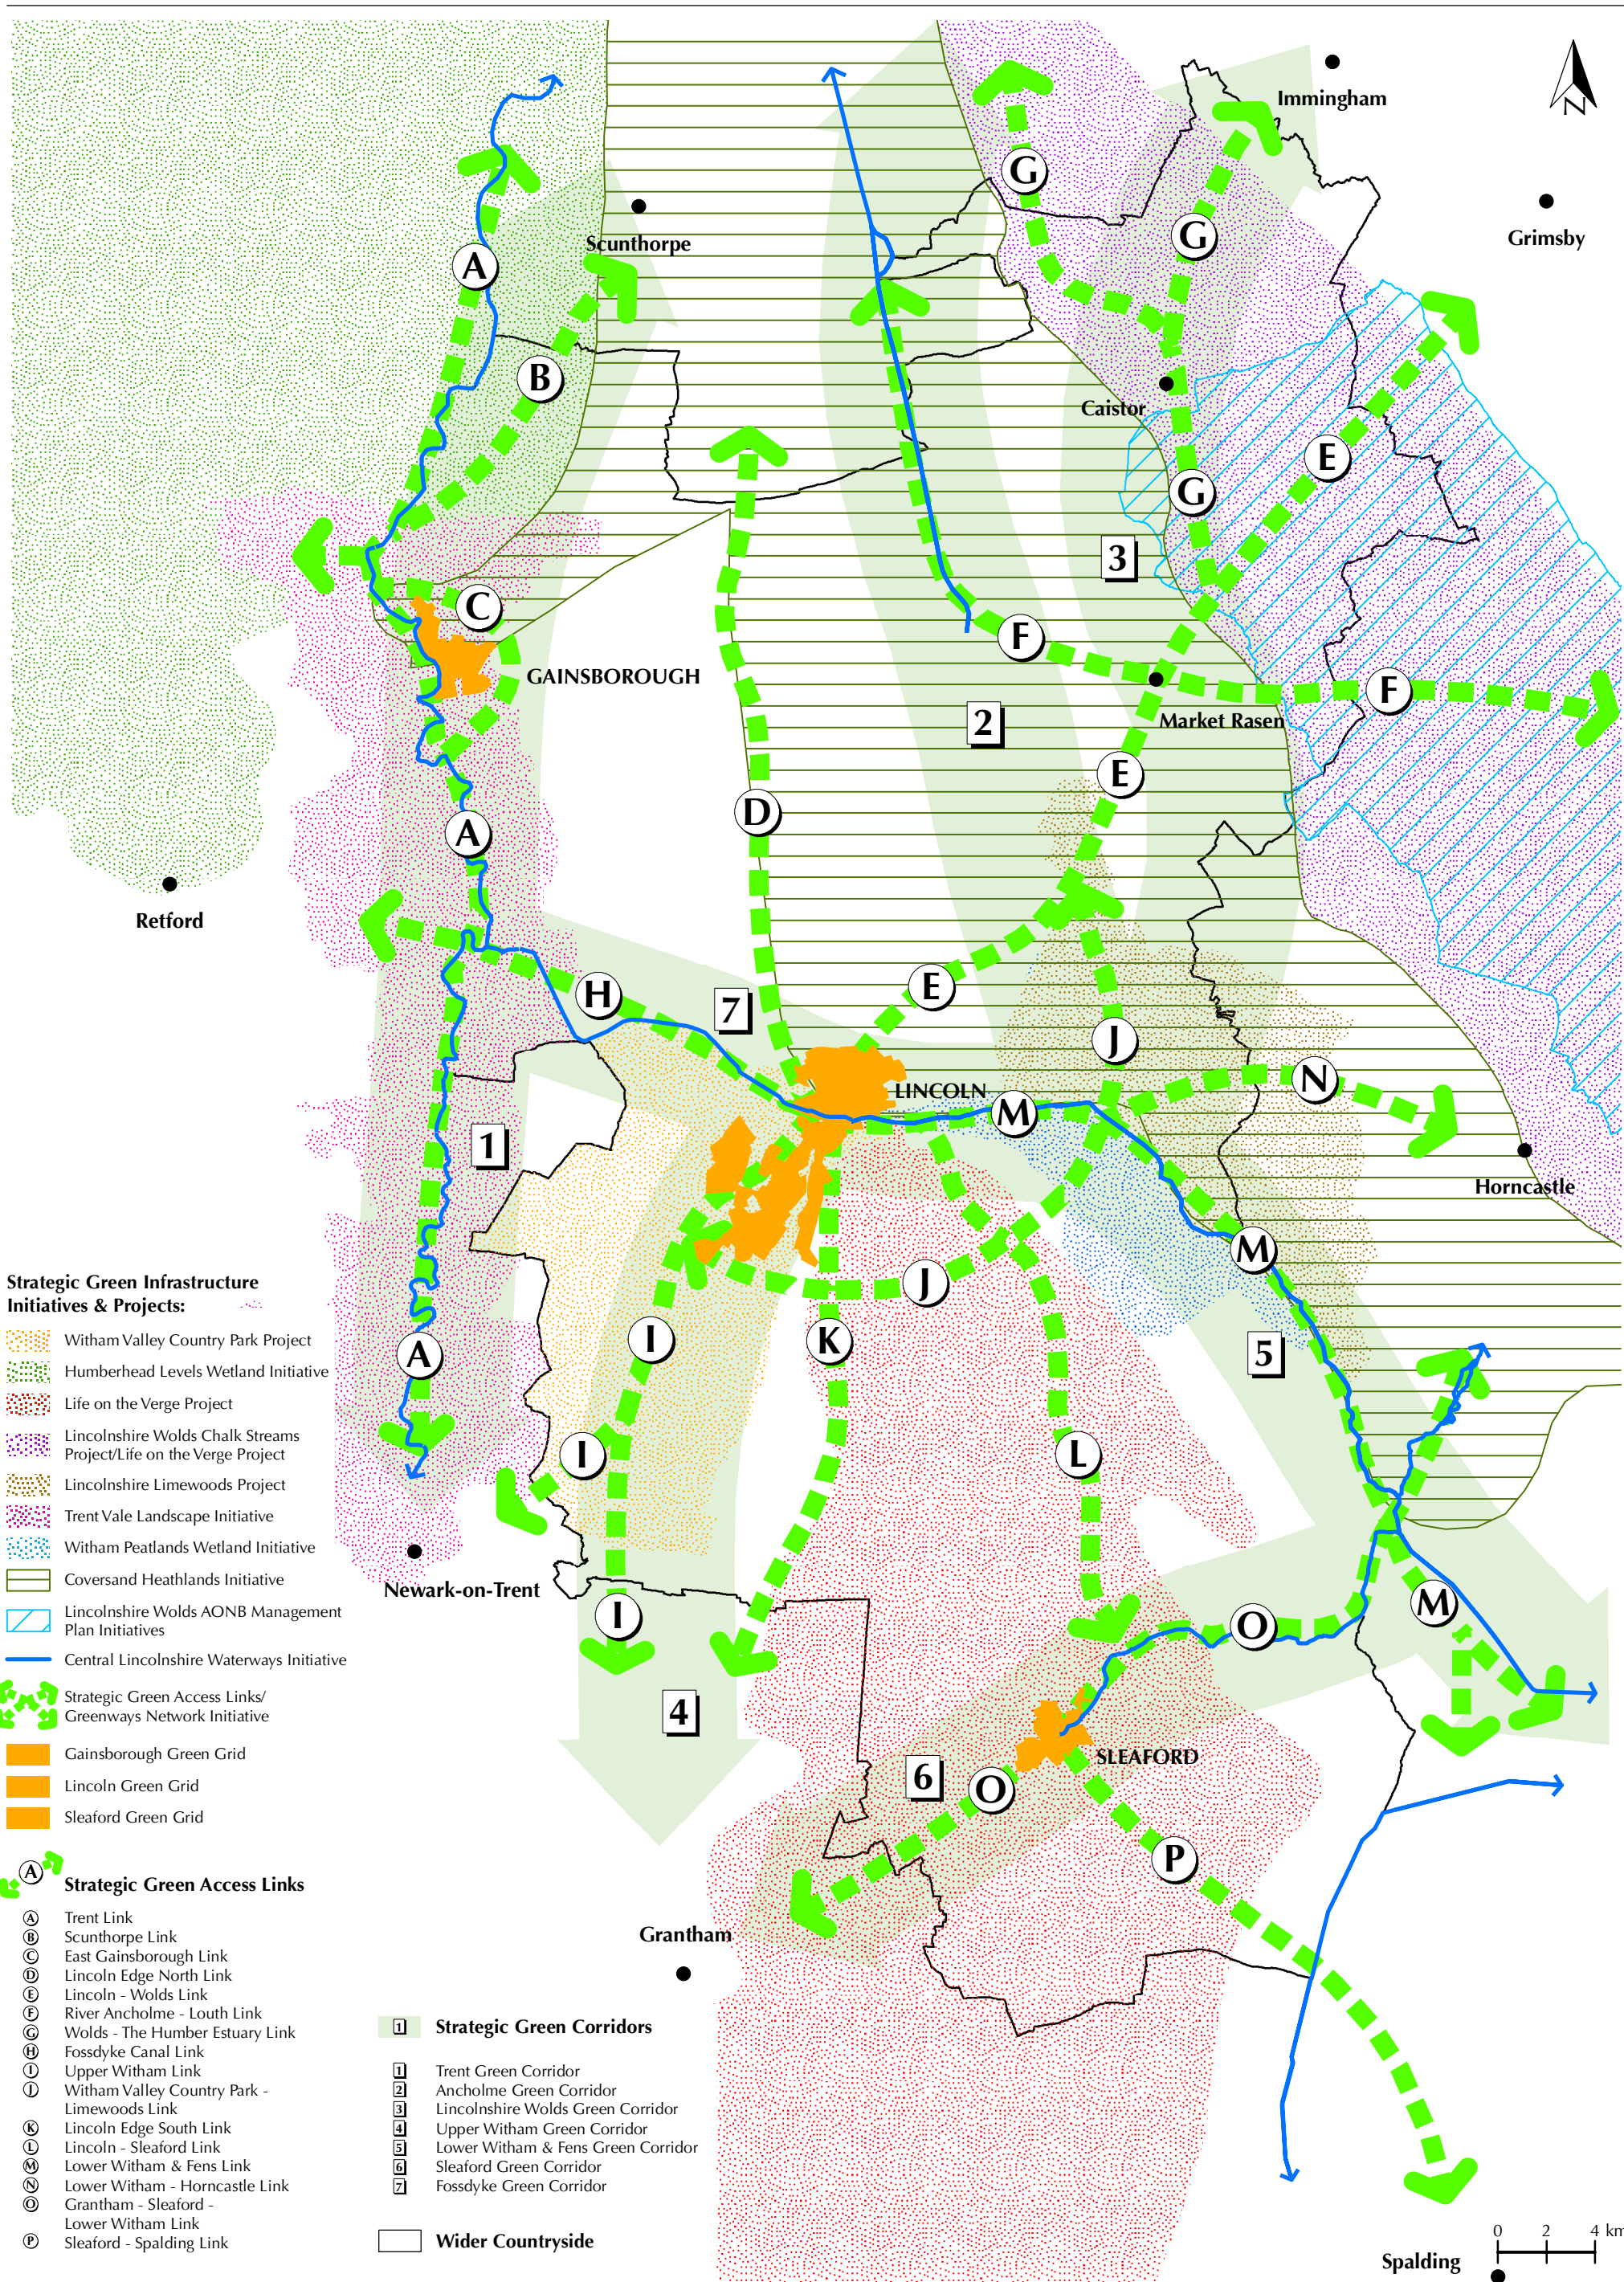 Immingham
N
G
Grimsby
G
Scunthorpe
A
B
Caistor
E
G
3
C
F
GAINSBOROUGH
F
Market Rasen
2
E
D
A
Retford
E
H
7
J
N
LINCOLN
M
1
Horncastle
M
J
K
I
5
A
I
L
Newark-on-Trent
M
I
O
4
SLEAFORD
6
O
P
Grantham
Strategic Green Infrastructure
Initiatives & Projects:
Witham Valley Country Park Project
Humberhead Levels Wetland Initiative
Life on the Verge Project
Lincolnshire Wolds Chalk Streams
Project/Life on the Verge Project
Lincolnshire Limewoods Project
Trent Vale Landscape Initiative
Witham Peatlands Wetland Initiative
Coversand Heathlands Initiative
Lincolnshire Wolds AONB Management
Plan Initiatives
Central Lincolnshire Waterways Initiative
Strategic Green Access Links/
Greenways Network Initiative
Gainsborough Green Grid
Lincoln Green Grid
Sleaford Green Grid
A Strategic Green Access Links
A Trent Link
B Scunthorpe Link
C East Gainsborough Link
D Lincoln Edge North Link
E Lincoln - Wolds Link
F River Ancholme - Louth Link
G Wolds - The Humber Estuary Link
H Fossdyke Canal Link
I Upper Witham Link
J Witham Valley Country Park -
Limewoods Link
K Lincoln Edge South Link
L Lincoln - Sleaford Link
M Lower Witham & Fens Link
N Lower Witham - Horncastle Link
O Grantham - Sleaford -
Lower Witham Link
P Sleaford - Spalding Link
1 Strategic Green Corridors
1 Trent Green Corridor
2 Ancholme Green Corridor
3 Lincolnshire Wolds Green Corridor
4 Upper Witham Green Corridor
5 Lower Witham & Fens Green Corridor
6 Sleaford Green Corridor
7 Fossdyke Green Corridor
Wider Countryside
0 2 4 km
Spalding